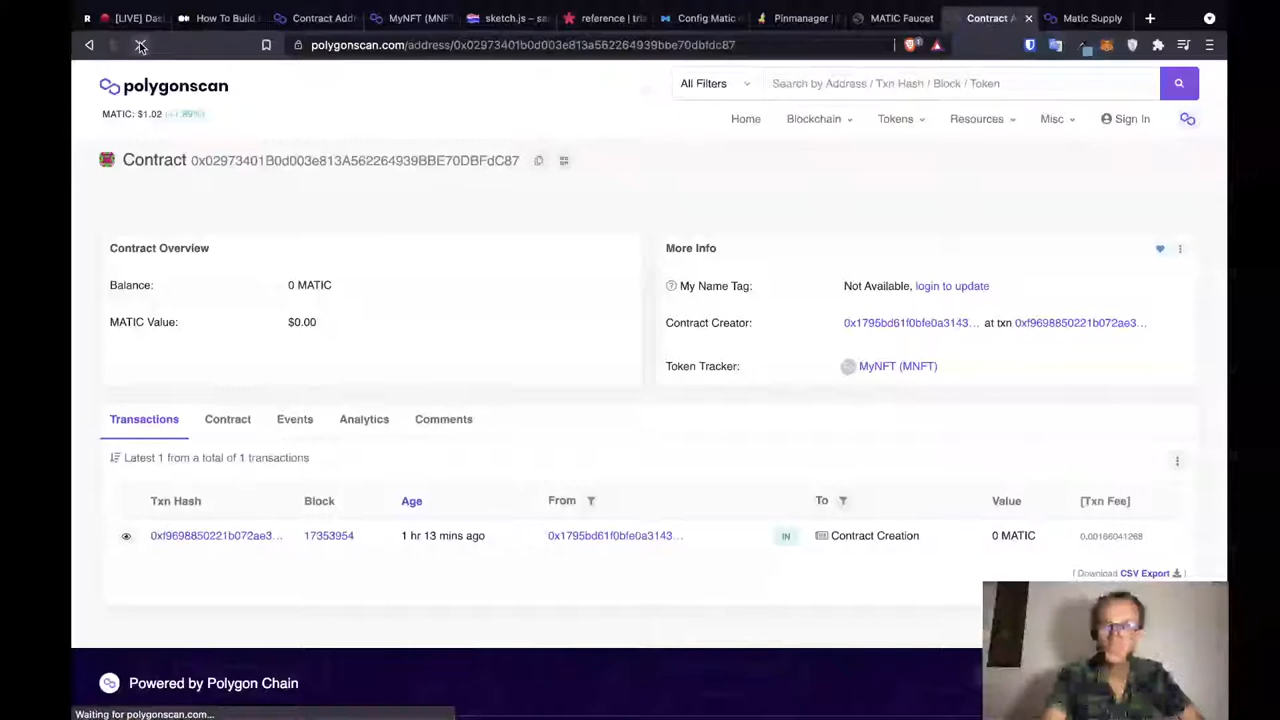 [LIVE] Das
How To Build
Contract Addr
MyNFT (MNF
sketch.js – sa
reference | tria
Config Matic
Pinmanager |
MATIC Faucet
Contract A
Matic Supply
polygonscan.com/address/0x02973401b0d003e813a562264939bbe70dbfdc87
polygonscan
All Filters
Search by Address / Txn Hash / Block / Token
MATIC: $1.02 (+1.89%)
Home Blockchain Tokens Resources Misc Sign In
Contract 0x02973401B0d003e813A562264939BBE70DBFdC87
Contract Overview
Balance: 0 MATIC
MATIC Value: $0.00
More Info
My Name Tag: Not Available, login to update
Contract Creator: 0x1795bd61f0bfe0a3143... at txn 0xf9698850221b072ae3...
Token Tracker: MyNFT (MNFT)
Transactions Contract Events Analytics Comments
Latest 1 from a total of 1 transactions
Txn Hash Block Age From To Value [Txn Fee]
0xf9698850221b072ae3... 17353954 1 hr 13 mins ago 0x1795bd61f0bfe0a3143... IN Contract Creation 0 MATIC 0.00166041268
[ Download CSV Export ]
Powered by Polygon Chain
Waiting for polygonscan.com...